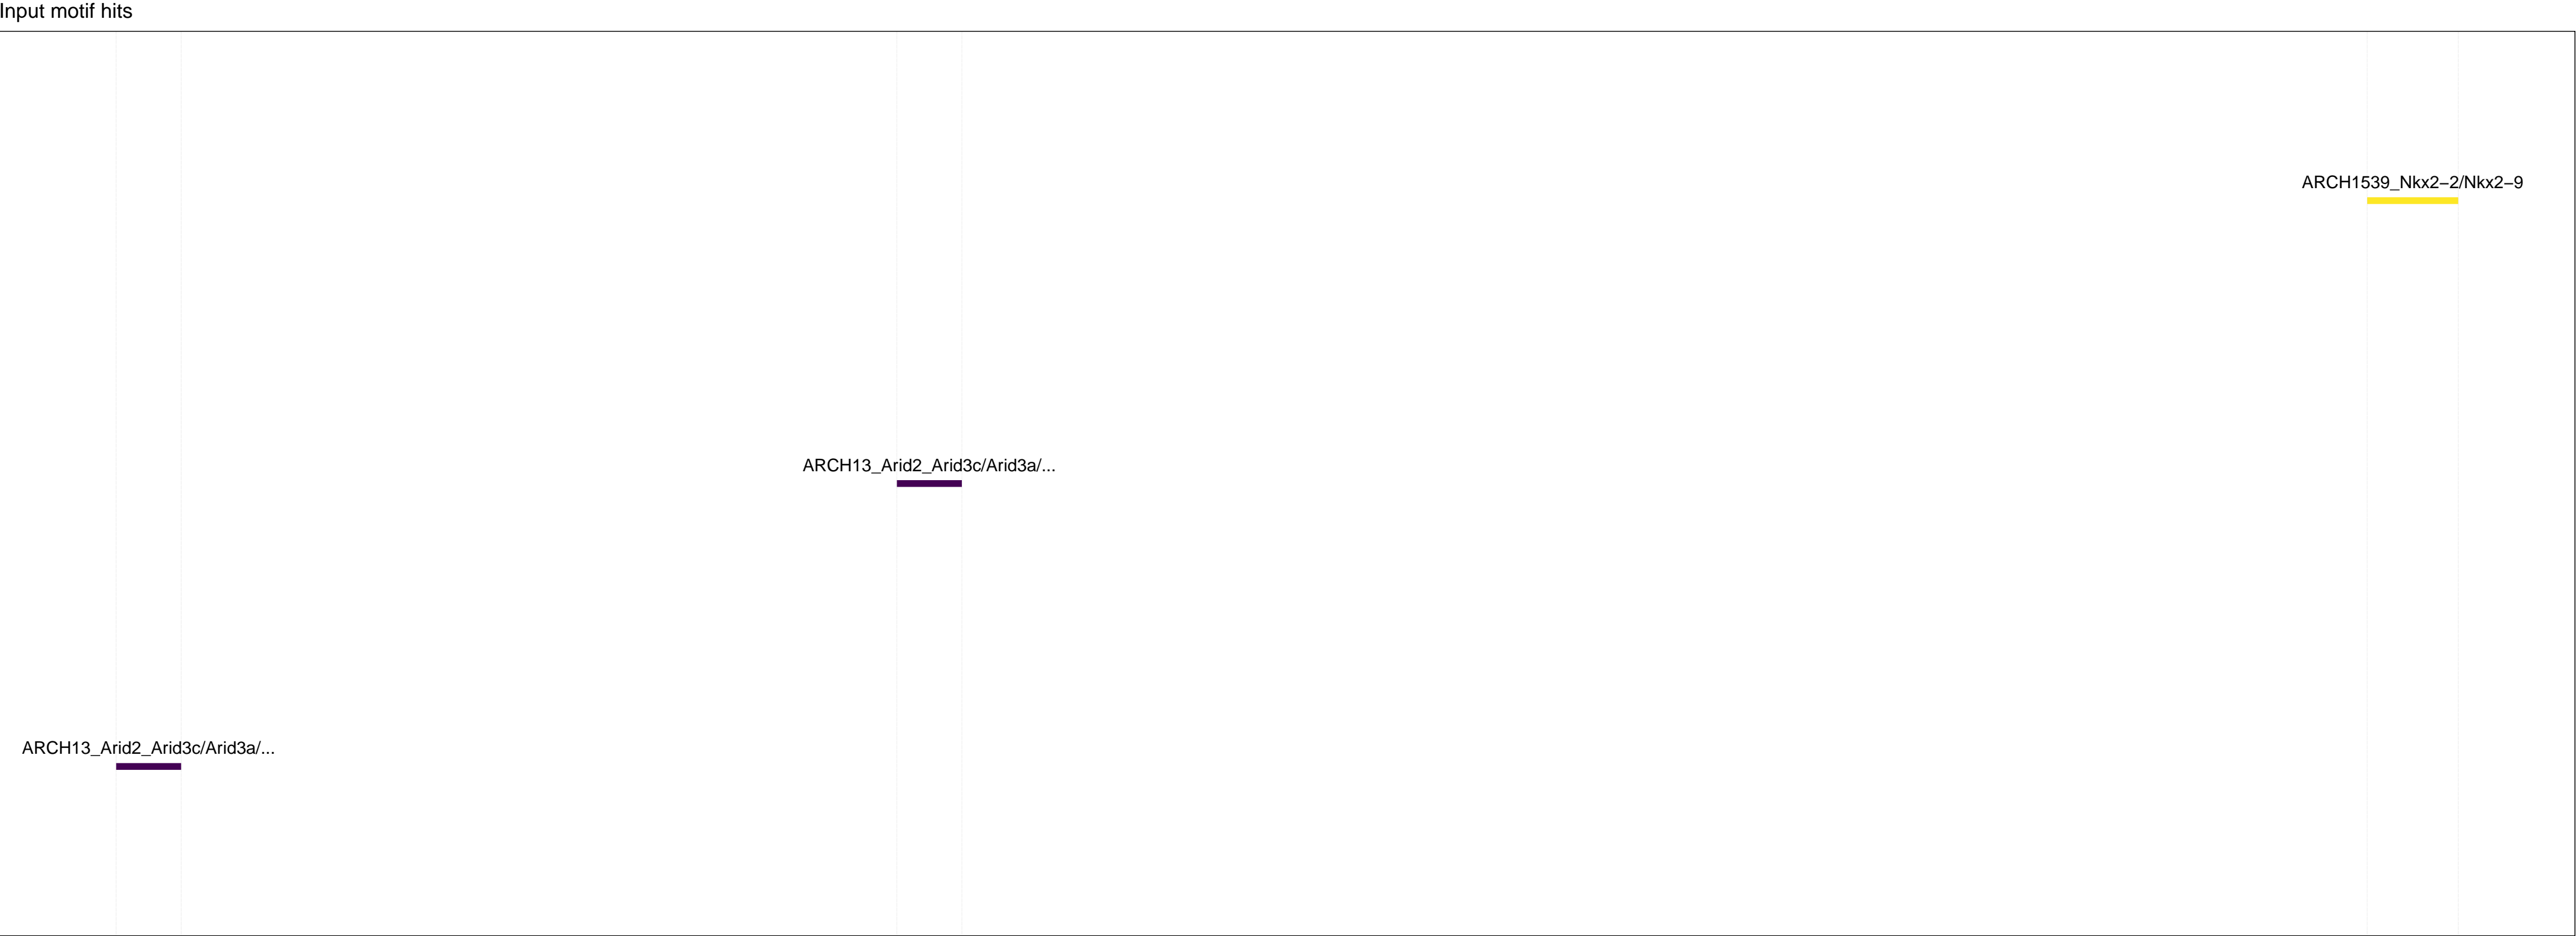 Input motif hits
ARCH1539_Nkx2−2/Nkx2−9
ARCH13_Arid2_Arid3c/Arid3a/...
ARCH13_Arid2_Arid3c/Arid3a/...